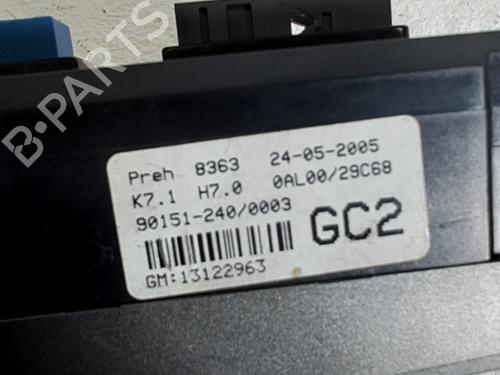 B-PARTS
Preh 8363 24-05-2005
K7.1 H7.0 0AL00/29C68
90151-240/0003
GC2
GM:13122963